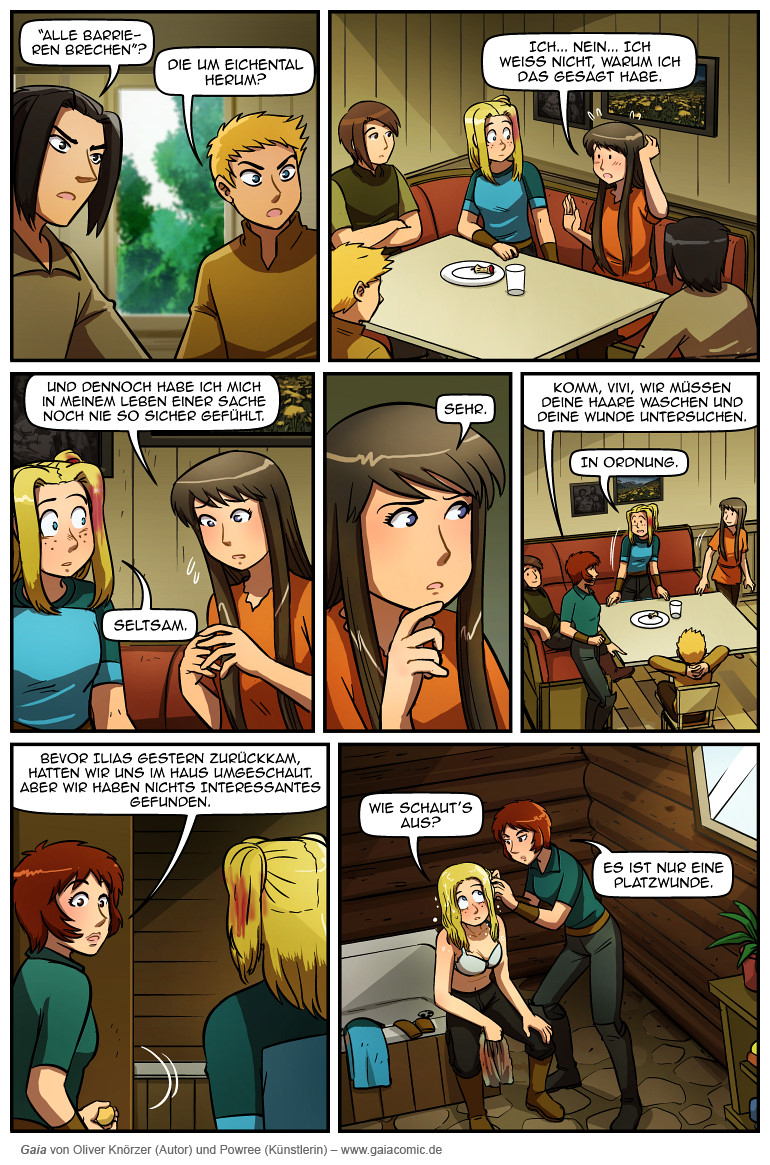 "ALLE BARRIE-
REN BRECHEN"?
DIE UM EICHENTAL
HERUM?
ICH... NEIN... ICH
WEISS NICHT, WARUM ICH
DAS GESAGT HABE.
UND DENNOCH HABE ICH MICH
IN MEINEM LEBEN EINER SACHE
NOCH NIE SO SICHER GEFÜHLT.
SELTSAM.
SEHR.
KOMM, VIVI, WIR MÜSSEN
DEINE HAARE WASCHEN UND
DEINE WUNDE UNTERSUCHEN.
IN ORDNUNG.
BEVOR ILIAS GESTERN ZURÜCKKAM,
HATTEN WIR UNS IM HAUS UMGESCHAUT.
ABER WIR HABEN NICHTS INTERESSANTES
GEFUNDEN.
WIE SCHAUT'S
AUS?
ES IST NUR EINE
PLATZWUNDE.
Gaia von Oliver Knörzer (Autor) und Powree (Künstlerin) – www.gaiacomic.de